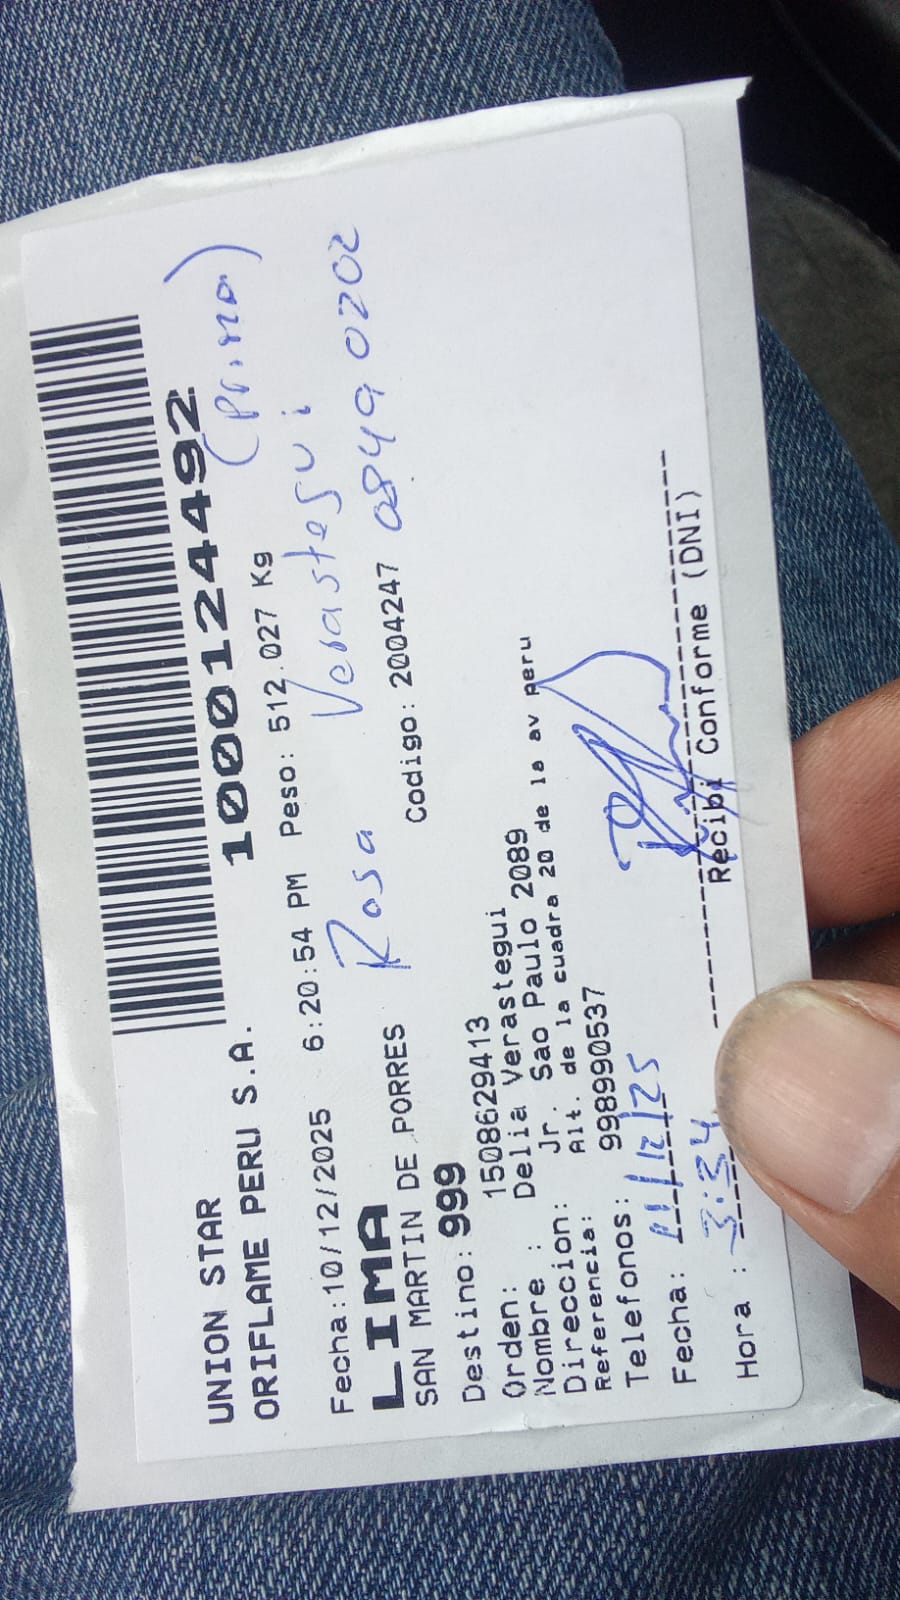 UNION STAR
ORIFLAME PERU S.A.
1000124492
(Prima)
Fecha:10/12/2025 6:20:54 PM Peso: 512.027 Kg
LIMA
Rosa Verastegui
SAN MARTIN DE PORRES
Codigo: 2004247
0849 0202
Destino: 999
Orden: 1508629413
Nombre : Delia Verastegui
Direccion: Jr. Sao Paulo 2089
Referencia: Alt. de la cuadra 20 de la av peru
Telefonos: 998990537
Fecha: 11/12/25
Hora : 3:34
Recibi Conforme (DNI)